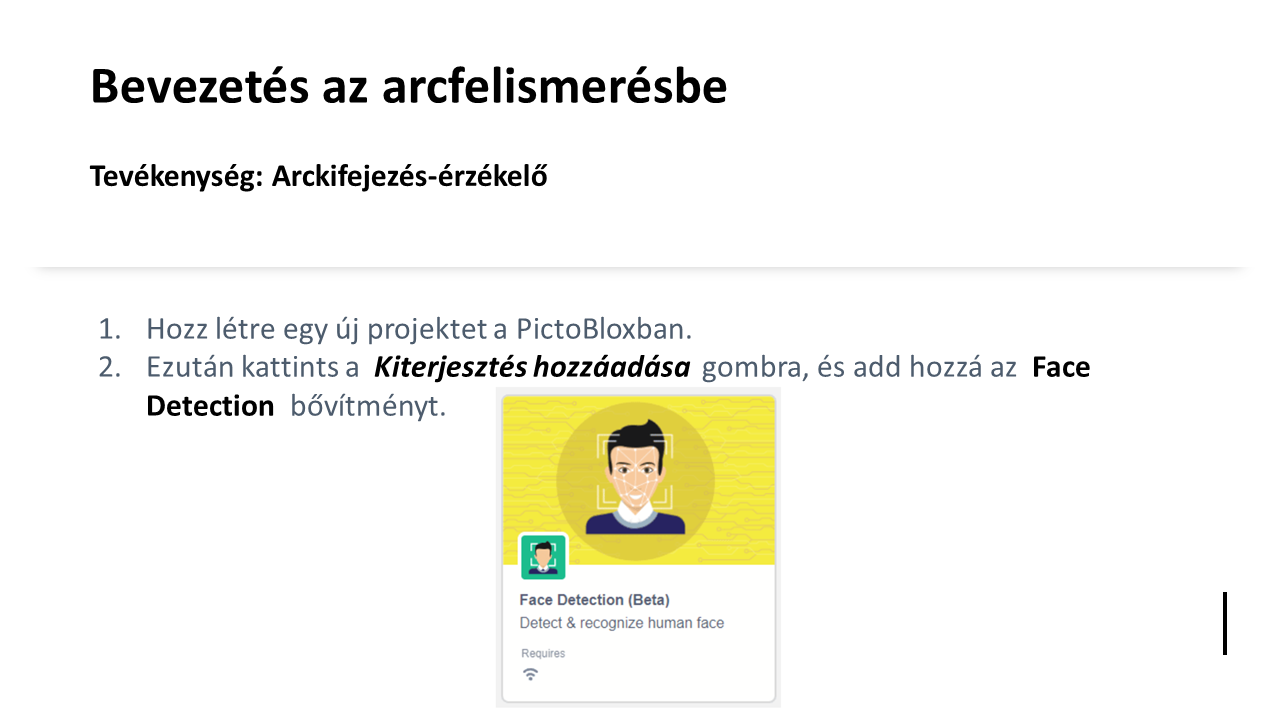 Bevezetés az arcfelismerésbe
Tevékenység: Arckifejezés-érzékelő
1. Hozz létre egy új projektet a PictoBloxban.
2. Ezután kattints a Kiterjesztés hozzáadása gombra, és add hozzá az Face
Detection bővítményt.
Face Detection (Beta)
Detect & recognize human face
Requires